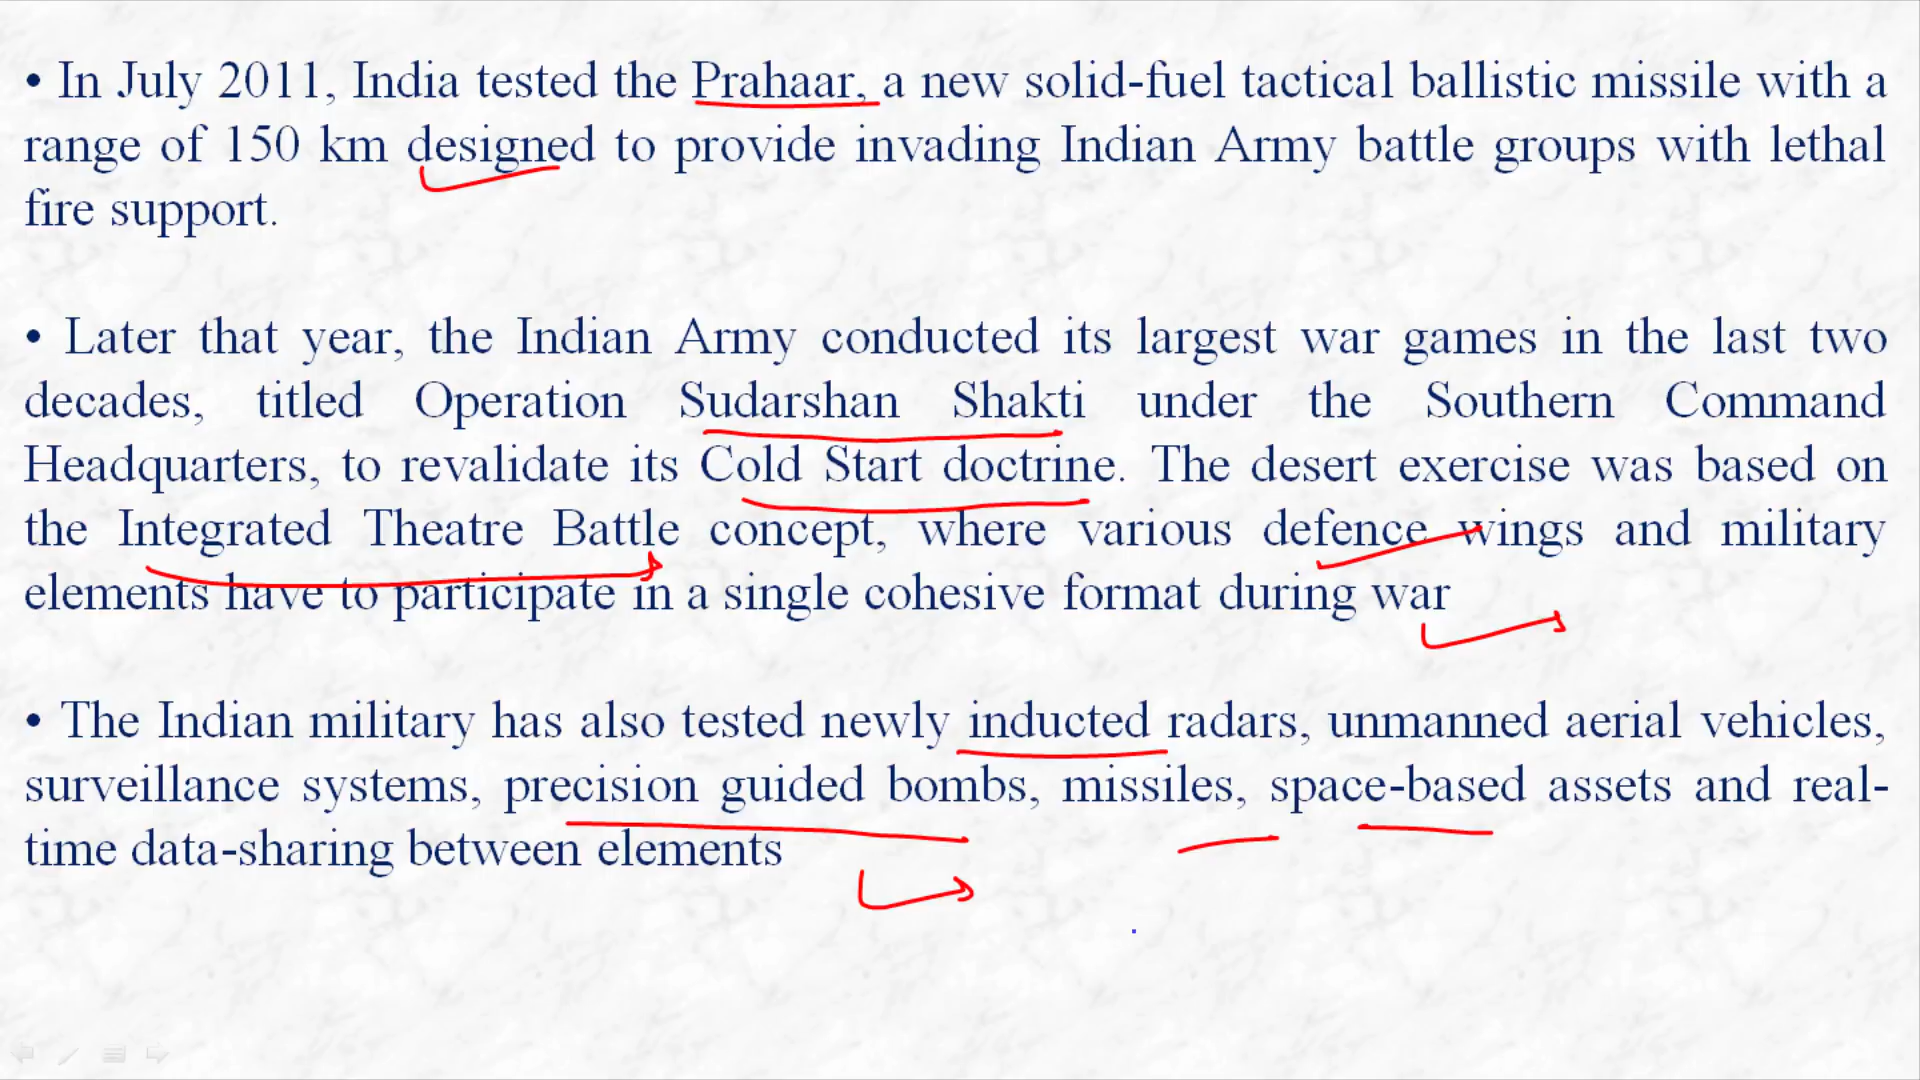 • In July 2011, India tested the Prahaar, a new solid-fuel tactical ballistic missile with a
range of 150 km designed to provide invading Indian Army battle groups with lethal
fire support.
• Later that year, the Indian Army conducted its largest war games in the last two
decades, titled Operation Sudarshan Shakti under the Southern Command
Headquarters, to revalidate its Cold Start doctrine. The desert exercise was based on
the Integrated Theatre Battle concept, where various defence wings and military
elements have to participate in a single cohesive format during war
• The Indian military has also tested newly inducted radars, unmanned aerial vehicles,
surveillance systems, precision guided bombs, missiles, space-based assets and real-
time data-sharing between elements